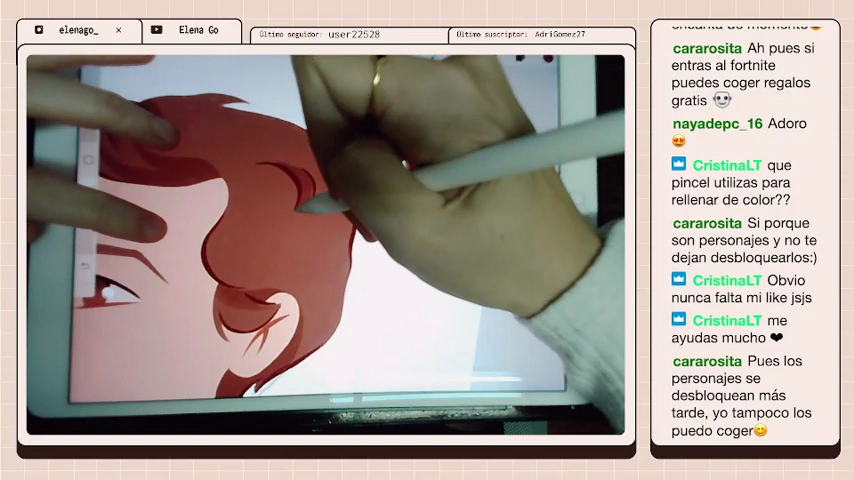 elenago_ × Elena Go
Último seguidor: user22528 Último suscriptor: AdriGomez27
cararosita Ah pues si
entras al fortnite
puedes coger regalos
gratis
nayadepc_16 Adoro
CristinaLT que
pincel utilizas para
rellenar de color??
cararosita Si porque
son personajes y no te
dejan desbloquearlos:)
CristinaLT Obvio
nunca falta mi like jsjs
CristinaLT me
ayudas mucho ❤
cararosita Pues los
personajes se
desbloquean más
tarde, yo tampoco los
puedo coger😊